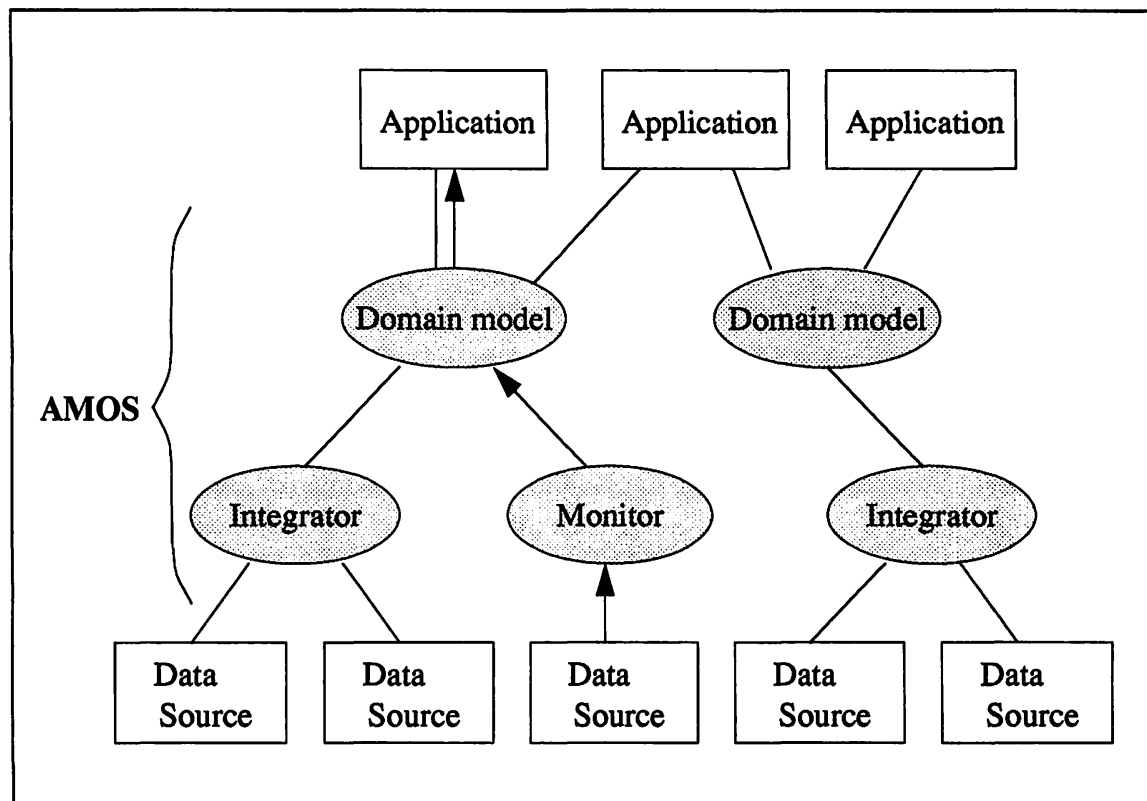 Application
Application
Application
Domain model
Domain model
AMOS
Integrator
Monitor
Integrator
Data
Source
Data
Source
Data
Source
Data
Source
Data
Source